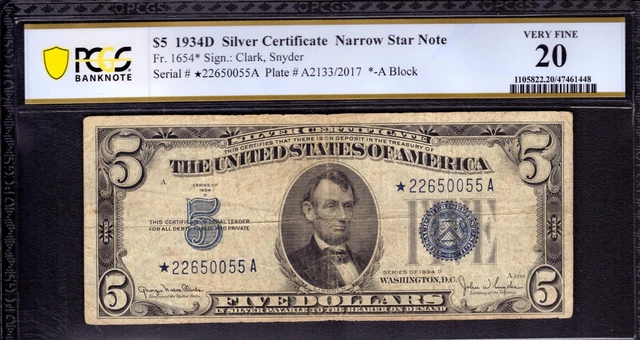 $5 1934D Silver Certificate Narrow Star Note
Fr. 1654* Sign.: Clark, Snyder
Serial # ★22650055A Plate # A2133/2017 *-A Block
VERY FINE
20
1105822.20/47461448
PCGS
BANKNOTE
SILVER CERTIFICATE
THIS CERTIFIES THAT THERE IS ON DEPOSIT IN THE TREASURY OF
THE UNITED STATES OF AMERICA
5
5
A
SERIES OF
1934
D
★22650055 A
THIS CERTIFICATE IS LEGAL TENDER
FOR ALL DEBTS PUBLIC AND PRIVATE
5
FIVE
★22650055 A
SERIES OF 1934 D
WASHINGTON, D.C.
5
5
FIVE DOLLARS
IN SILVER PAYABLE TO THE BEARER ON DEMAND